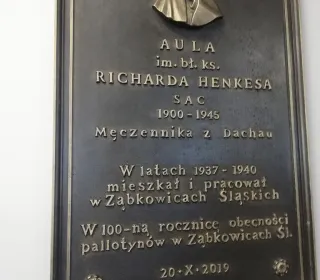 AULA
im. bł. ks.
RICHARDA HENKESA
SAC
1900-1945
Męczennika z Dachau
W latach 1937-1940
mieszkał i pracował
w Ząbkowicach Śląskich
W 100-ną rocznicę obecności
pallotynów w Ząbkowicach Śl.
20·X·2019